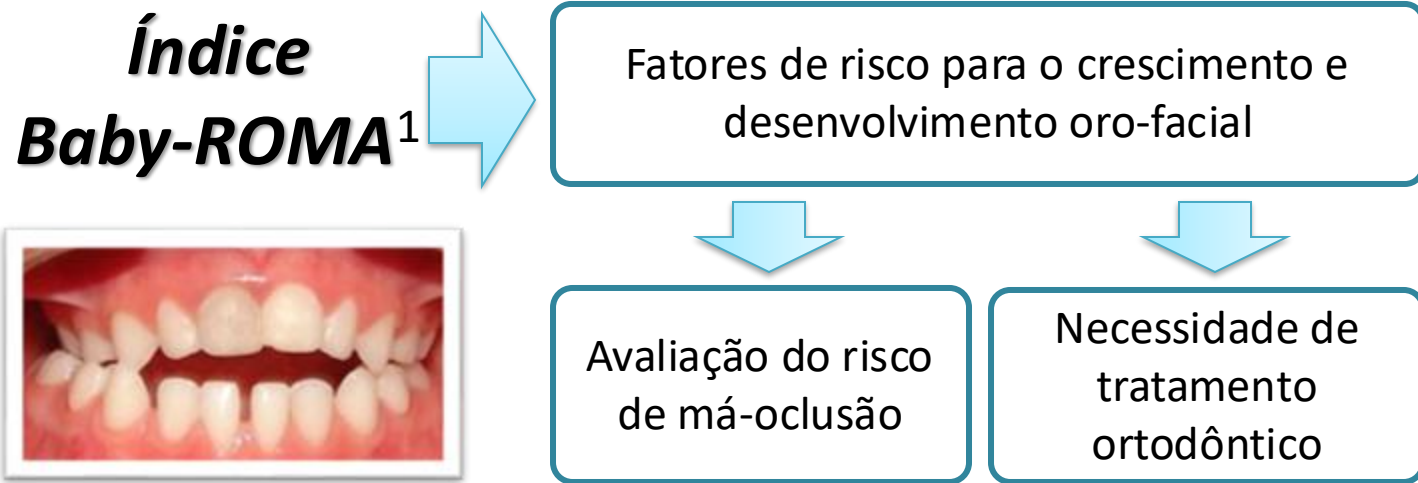 Índice
Baby-ROMA¹
Fatores de risco para o crescimento e
desenvolvimento oro-facial
Avaliação do risco
de má-oclusão
Necessidade de
tratamento
ortodôntico